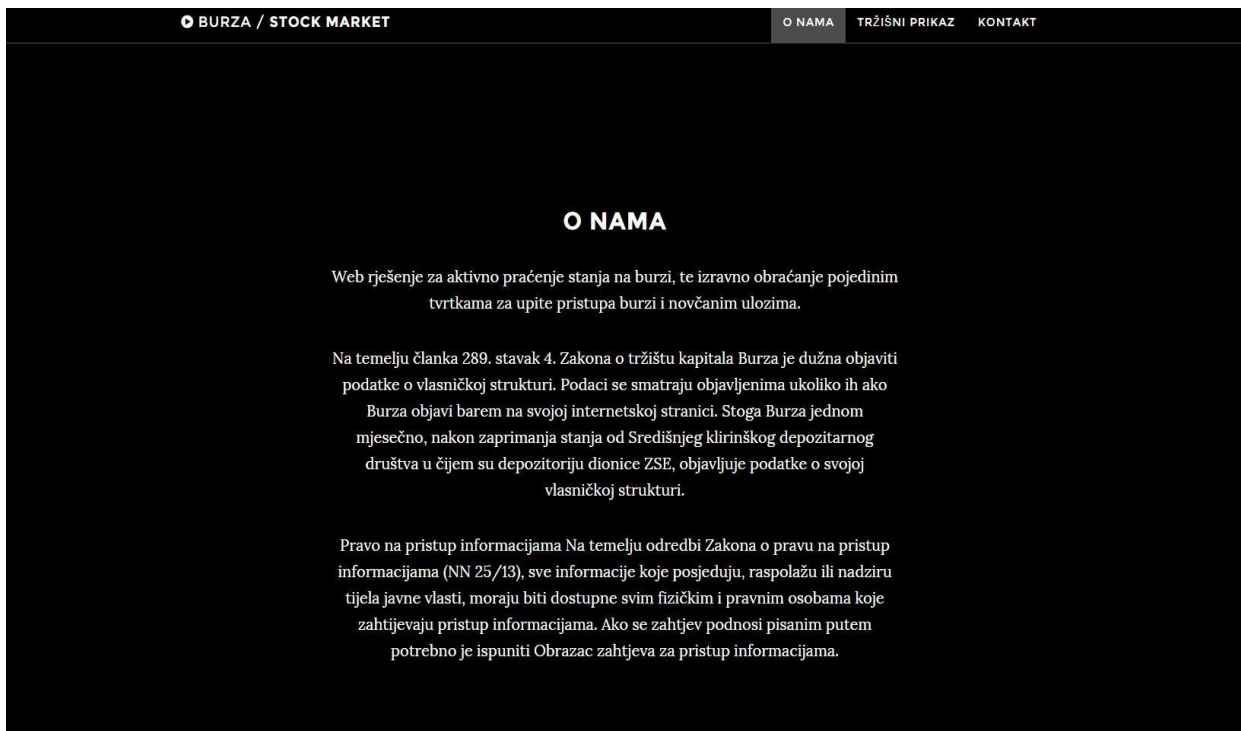 BURZA / STOCK MARKET
O NAMA
TRŽIŠNI PRIKAZ
KONTAKT
O NAMA
Web rješenje za aktivno praćenje stanja na burzi, te izravno obraćanje pojedinim
tvrtkama za upite pristupa burzi i novčanim ulozima.
Na temelju članka 289. stavak 4. Zakona o tržištu kapitala Burza je dužna objaviti
podatke o vlasničkoj strukturi. Podaci se smatraju objavljenima ukoliko ih ako
Burza objavi barem na svojoj internetskoj stranici. Stoga Burza jednom
mjesečno, nakon zaprimanja stanja od Središnjeg klirinškog depozitarnog
društva u čijem su depozitoriju dionice ZSE, objavljuje podatke o svojoj
vlasničkoj strukturi.
Pravo na pristup informacijama Na temelju odredbi Zakona o pravu na pristup
informacijama (NN 25/13), sve informacije koje posjeduju, raspolažu ili nadziru
tijela javne vlasti, moraju biti dostupne svim fizičkim i pravnim osobama koje
zahtijevaju pristup informacijama. Ako se zahtjev podnosi pisanim putem
potrebno je ispuniti Obrazac zahtjeva za pristup informacijama.